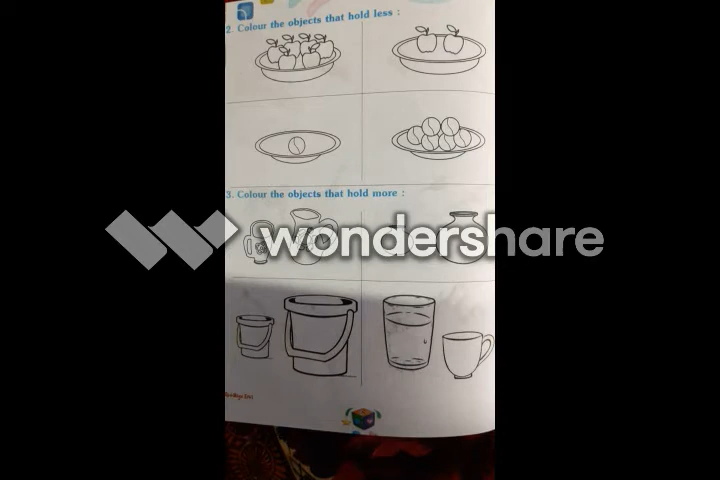 2. Colour the objects that hold less :
3. Colour the objects that hold more :
wondershare